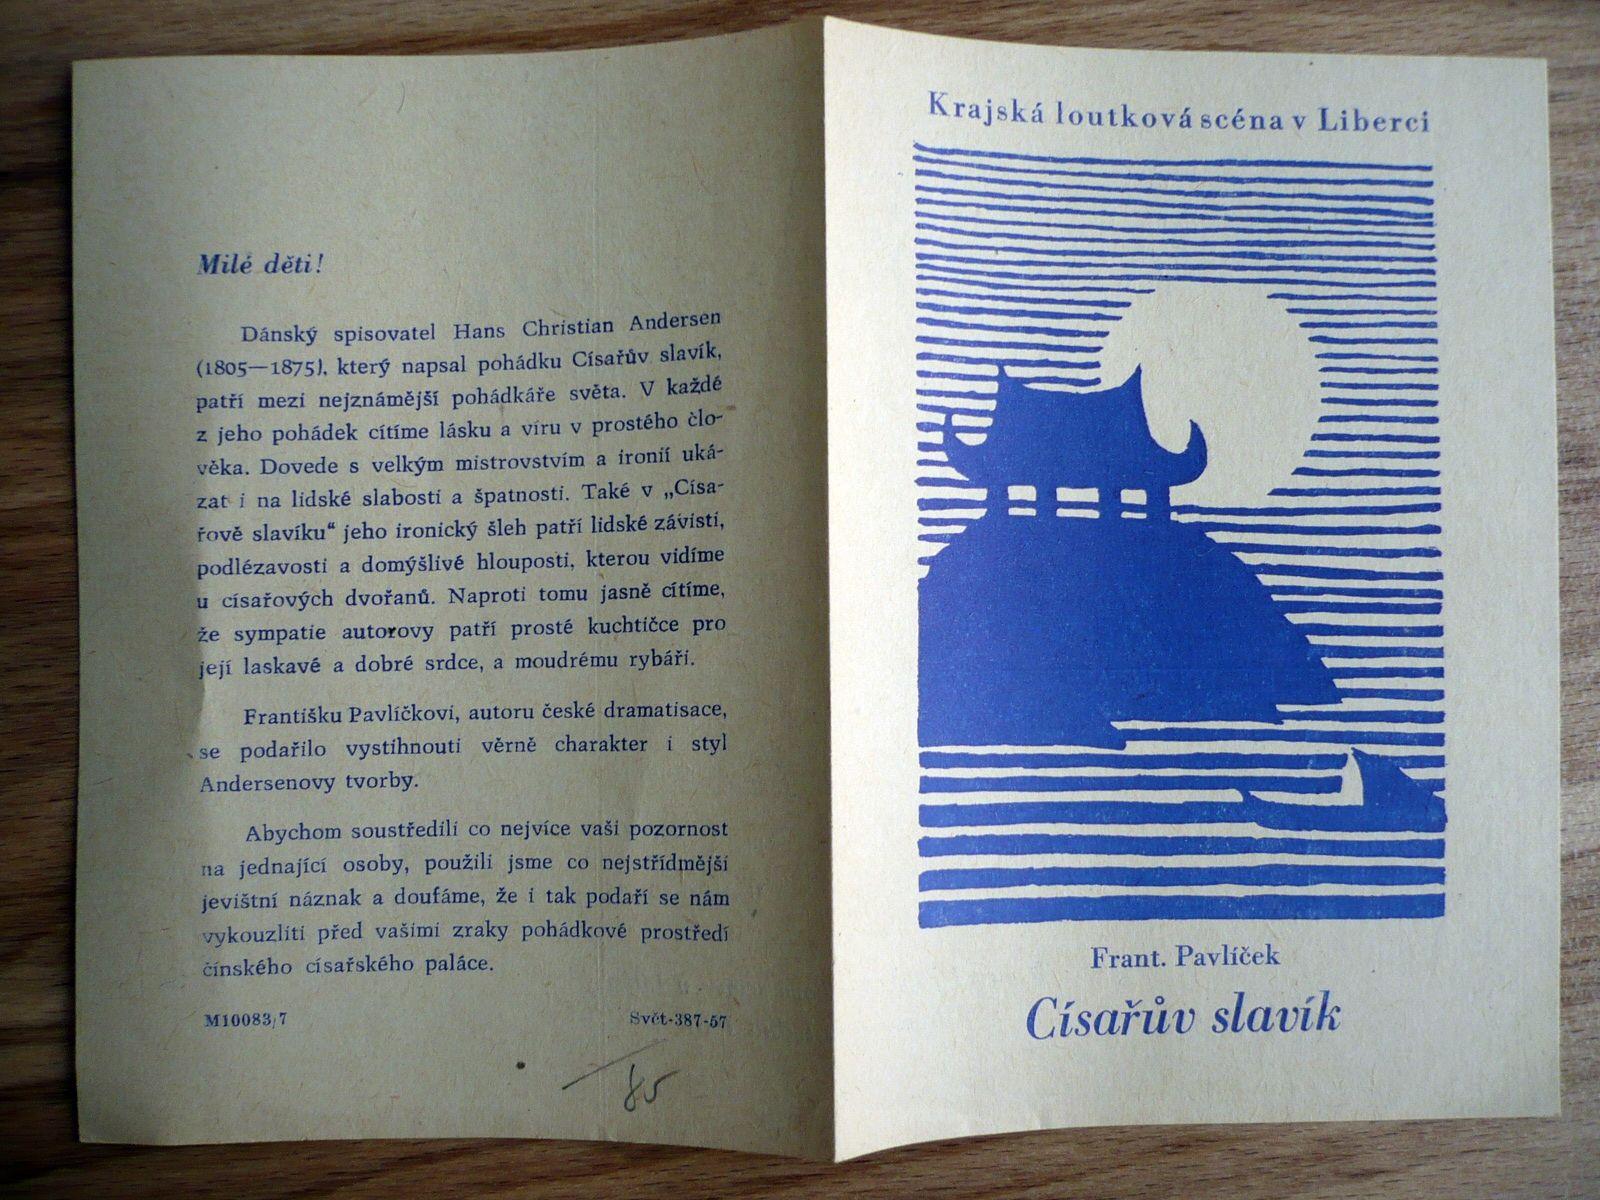 Milé děti!
Dánský spisovatel Hans Christian Andersen
(1805—1875), který napsal pohádku Císařův slavík,
patří mezi nejznámější pohádkáře světa. V každé
z jeho pohádek cítíme lásku a víru v prostého člo-
věka. Dovede s velkým mistrovstvím a ironií uká-
zat i na lidské slabosti a špatnosti. Také v „Císa-
řově slavíku“ jeho ironický šleh patří lidské závisti,
podlézavosti a domýšlivé hlouposti, kterou vidíme
u císařových dvořanů. Naproti tomu jasně cítíme,
že sympatie autorovy patří prosté kuchtičce pro
její laskavé a dobré srdce, a moudrému rybáři.
Františku Pavlíčkovi, autoru české dramatisace,
se podařilo vystihnouti věrně charakter i styl
Andersenovy tvorby.
Abychom soustředili co nejvíce vaši pozornost
na jednající osoby, použili jsme co nejstřídmější
jevištní náznak a doufáme, že i tak podaří se nám
vykouzliti před vašimi zraky pohádkové prostředí
čínského císařského paláce.
M10083/7 Svět-387-57
85
Krajská loutková scéna v Liberci
Frant. Pavlíček
Císařův slavík